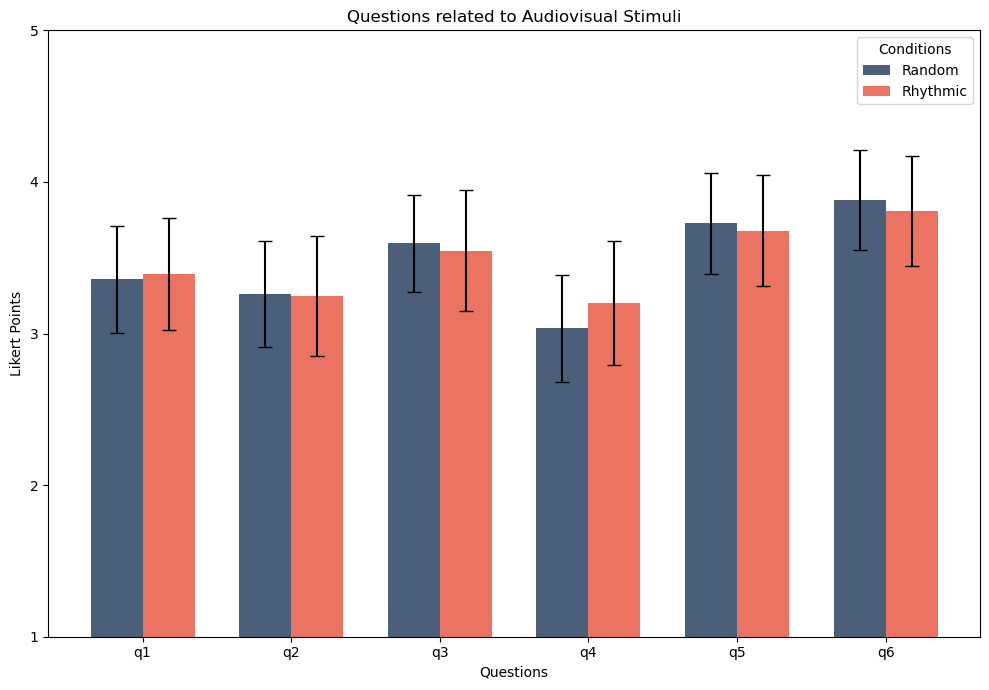 Questions related to Audiovisual Stimuli
5
4
3
2
1
Likert Points
Conditions
Random
Rhythmic
q1 q2 q3 q4 q5 q6
Questions